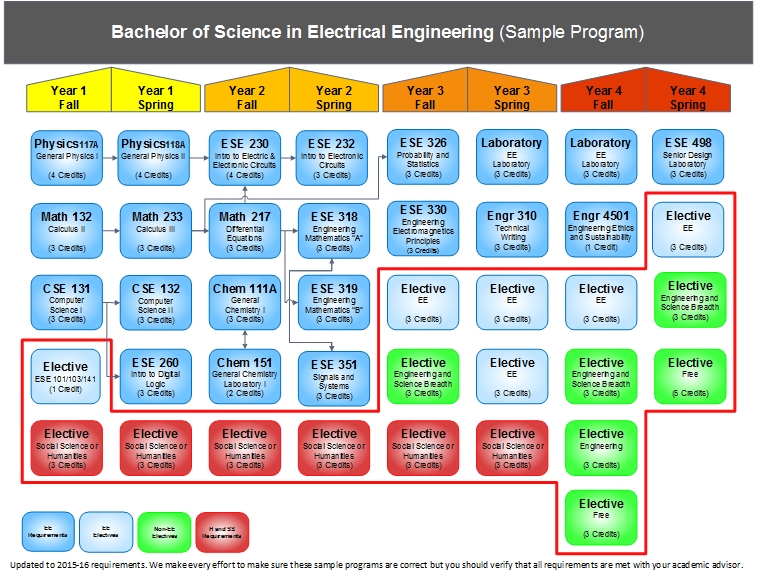 Bachelor of Science in Electrical Engineering (Sample Program)
Year 1
Fall
Year 1
Spring
Year 2
Fall
Year 2
Spring
Year 3
Fall
Year 3
Spring
Year 4
Fall
Year 4
Spring
Physics117A
General Physics I
(4 Credits)
Physics118A
General Physics II
(4 Credits)
ESE 230
Intro to Electric &
Electronic Circuits
(4 Credits)
ESE 232
Intro to Electronic
Circuits
(3 Credits)
ESE 326
Probability and
Statistics
(3 Credits)
Laboratory
EE
Laboratory
(3 Credits)
Laboratory
EE
Laboratory
(3 Credits)
ESE 498
Senior Design
Laboratory
(3 Credits)
Math 132
Calculus II
(3 Credits)
Math 233
Calculus III
(3 Credits)
Math 217
Differential
Equations
(3 Credits)
ESE 318
Engineering
Mathematics "A"
(3 Credits)
ESE 330
Engineering
Electromagnetics
Principles
(3 Credits)
Engr 310
Technical
Writing
(3 Credits)
Engr 4501
Engineering Ethics
and Sustainability
(1 Credit)
Elective
EE
(3 Credits)
CSE 131
Computer
Science I
(3 Credits)
CSE 132
Computer
Science II
(3 Credits)
Chem 111A
General
Chemistry I
(3 Credits)
ESE 319
Engineering
Mathematics "B"
(3 Credits)
Elective
EE
(3 Credits)
Elective
EE
(3 Credits)
Elective
EE
(3 Credits)
Elective
Engineering and
Science Breadth
(3 Credits)
Elective
ESE 101/103/141
(1 Credit)
ESE 260
Intro to Digital
Logic
(3 Credits)
Chem 151
General Chemistry
Laboratory I
(2 Credits)
ESE 351
Signals and
Systems
(3 Credits)
Elective
Engineering and
Science Breadth
(3 Credits)
Elective
EE
(3 Credits)
Elective
Engineering and
Science Breadth
(3 Credits)
Elective
Free
(5 Credits)
Elective
Social Science or
Humanities
(3 Credits)
Elective
Social Science or
Humanities
(3 Credits)
Elective
Social Science or
Humanities
(3 Credits)
Elective
Social Science or
Humanities
(3 Credits)
Elective
Social Science or
Humanities
(3 Credits)
Elective
Social Science or
Humanities
(3 Credits)
Elective
Engineering
(3 Credits)
Elective
Free
(3 Credits)
EE
Requirements
EE
Electives
Non-EE
Electives
H and SS
Requirements
Updated to 2015-16 requirements. We make every effort to make sure these sample programs are correct but you should verify that all requirements are met with your academic advisor.